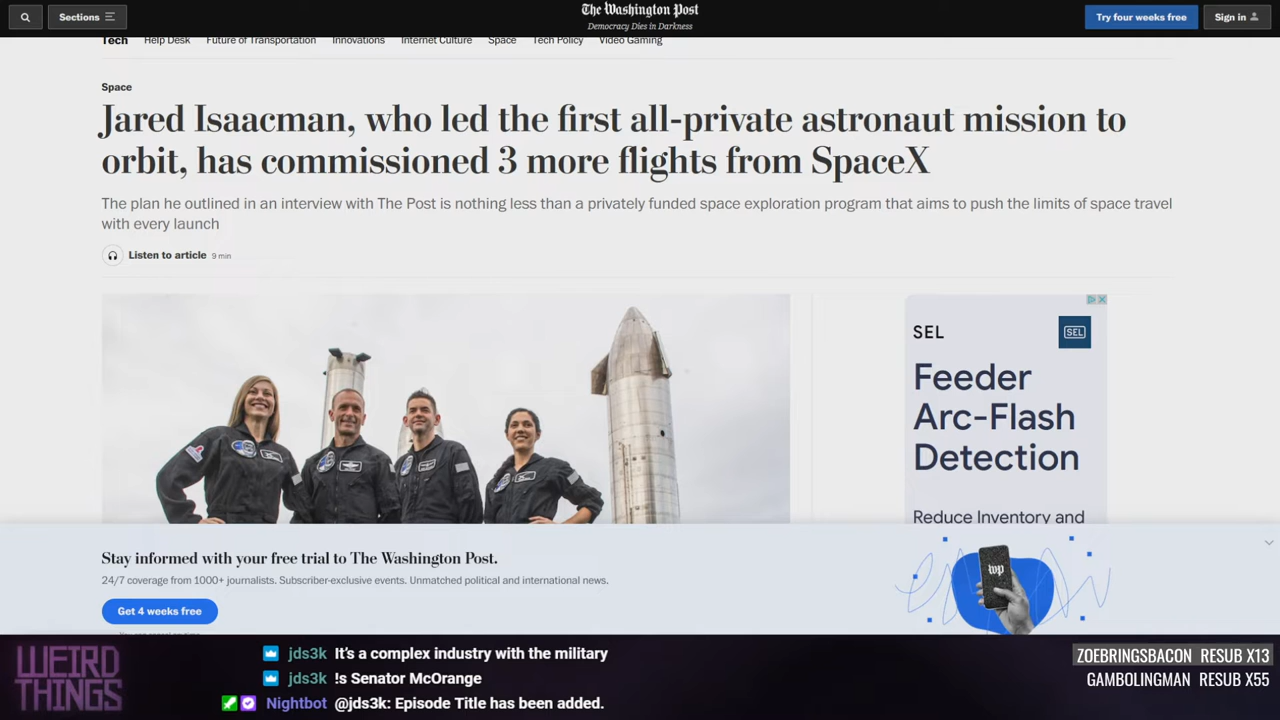 Sections
The Washington Post
Democracy Dies in Darkness
Try four weeks free
Sign in
Tech Help Desk Future of Transportation Innovations Internet Culture Space Tech Policy Video Gaming
Space
Jared Isaacman, who led the first all-private astronaut mission to
orbit, has commissioned 3 more flights from SpaceX
The plan he outlined in an interview with The Post is nothing less than a privately funded space exploration program that aims to push the limits of space travel
with every launch
Listen to article 9 min
SEL
SEL
Feeder
Arc-Flash
Detection
Reduce Inventory and
Stay informed with your free trial to The Washington Post.
24/7 coverage from 1000+ journalists. Subscriber-exclusive events. Unmatched political and international news.
Get 4 weeks free
wp
WEIRD
THINGS
jds3k It's a complex industry with the military
jds3k !s Senator McOrange
Nightbot @jds3k: Episode Title has been added.
ZOEBRINGSBACON RESUB X13
GAMBOLINGMAN RESUB X55